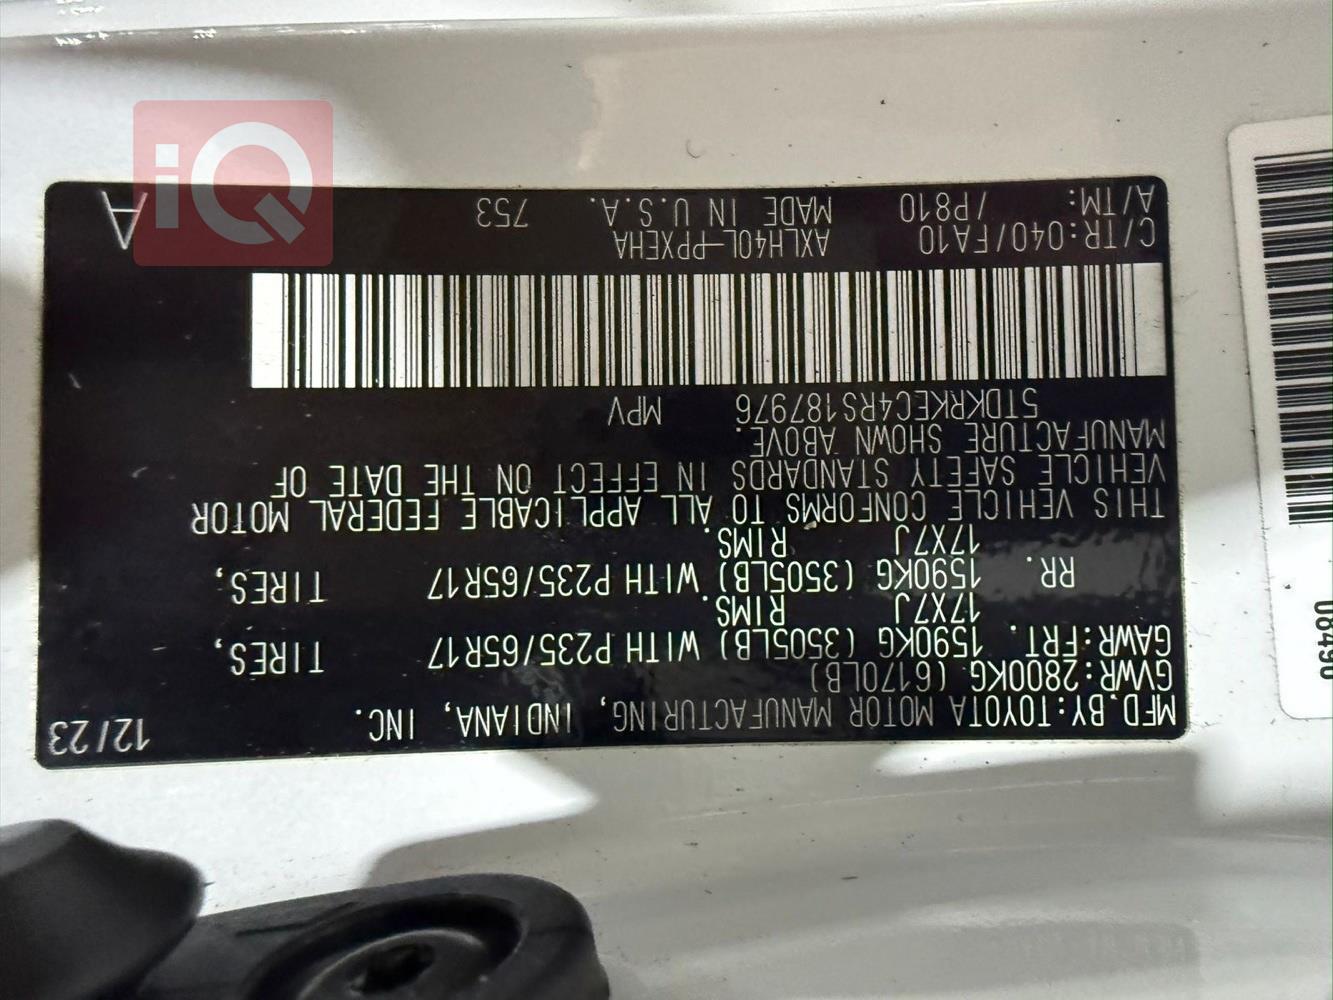 MFD.BY:TOYOTA MOTOR MANUFACTURING, INDIANA, INC. 12/23
GVWR:2800KG (6170LB)
GAWR:FRT. 1590KG (3505LB) WITH P235/65R17 TIRES,
17X7J RIMS.
RR. 1590KG (3505LB) WITH P235/65R17 TIRES,
17X7J RIMS.
THIS VEHICLE CONFORMS TO ALL APPLICABLE FEDERAL MOTOR
VEHICLE SAFETY STANDARDS IN EFFECT ON THE DATE OF
MANUFACTURE SHOWN ABOVE.
5TDKRKEC4RS187976 MPV
C/TR:040/FA10 AXLH40L-PPXEHA
A/TM: /P810 MADE IN U.S.A. 753 A
iQ